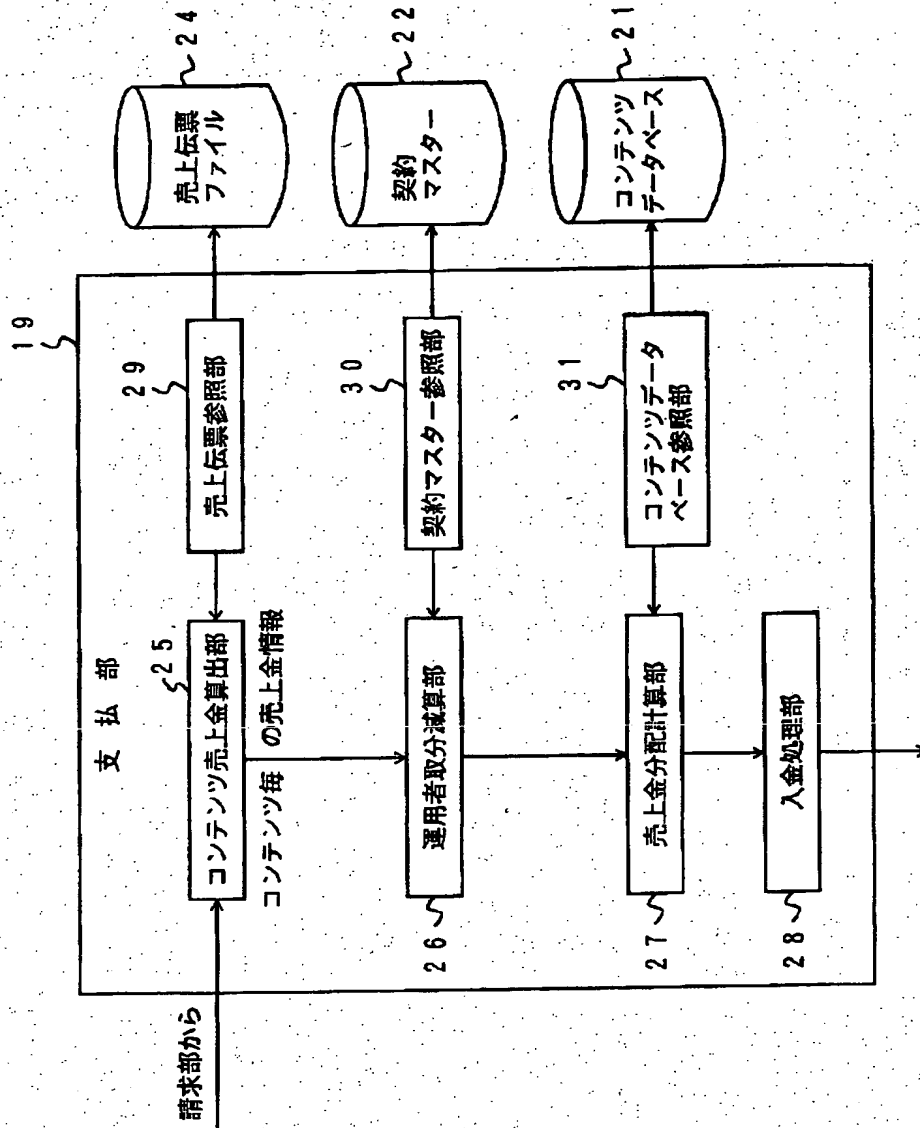 19
支払部
請求部から
25
コンテンツ売上金算出部
29
売上伝票参照部
24
売上伝票
ファイル
コンテンツ毎の売上金情報
26
運用者取分減算部
30
契約マスター参照部
22
契約
マスター
27
売上金分配計算部
31
コンテンツデータ
ベース参照部
21
コンテンツ
データベース
28
入金処理部